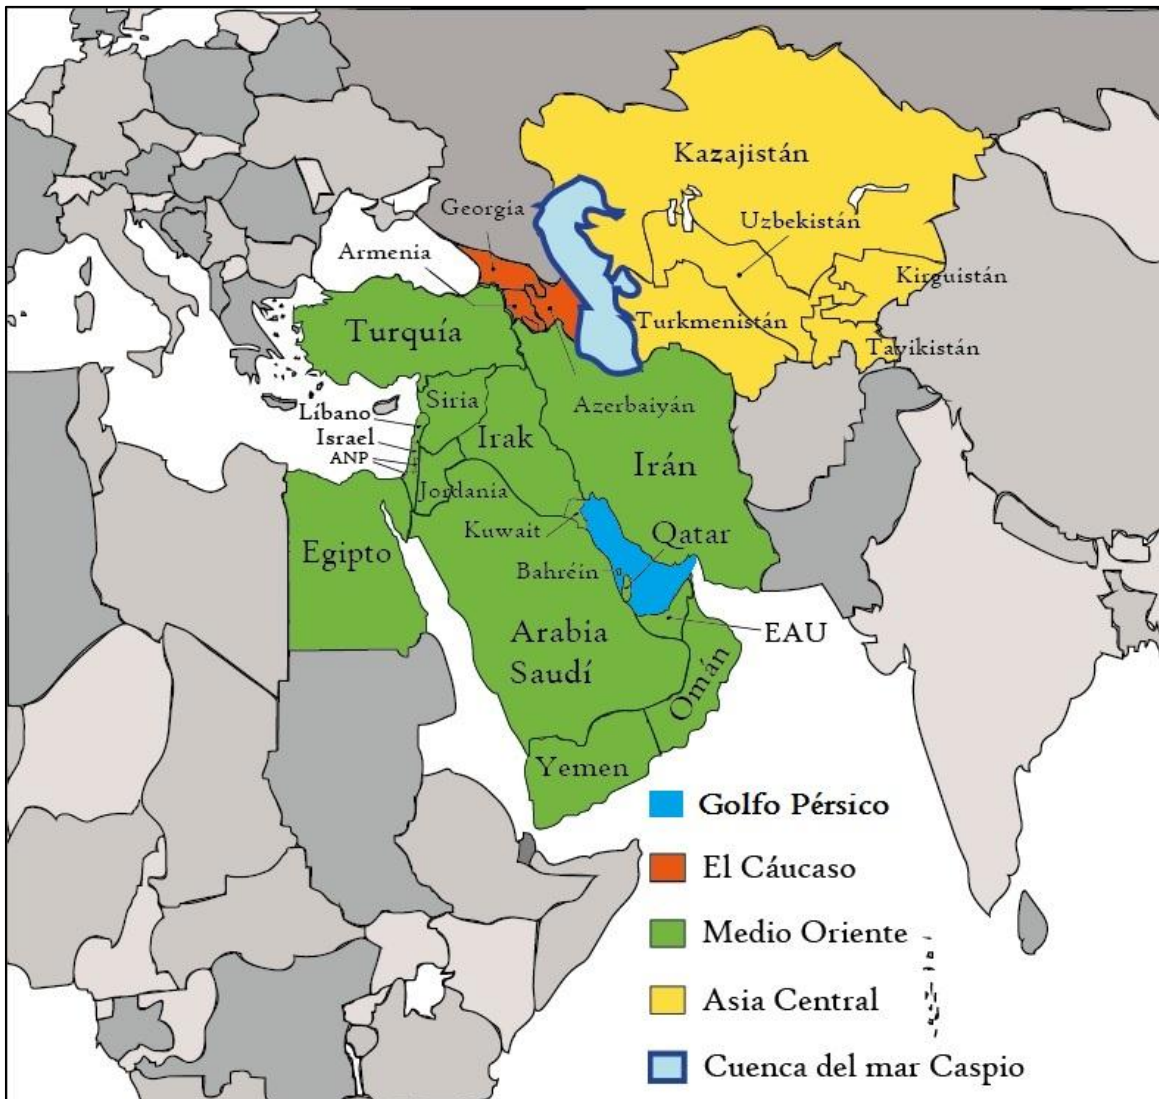 Kazajistán
Georgia
Uzbekistán
Armenia
Kirguistán
Turquía
Turkmenistán
Tayikistán
Siria
Azerbaiyán
Líbano
Israel
Irak
ANP
Irán
Jordania
Kuwait
Qatar
Egipto
Bahréin
Arabia
Saudí
EAU
Omán
Yemen
Golfo Pérsico
El Cáucaso
Medio Oriente
Asia Central
Cuenca del mar Caspio